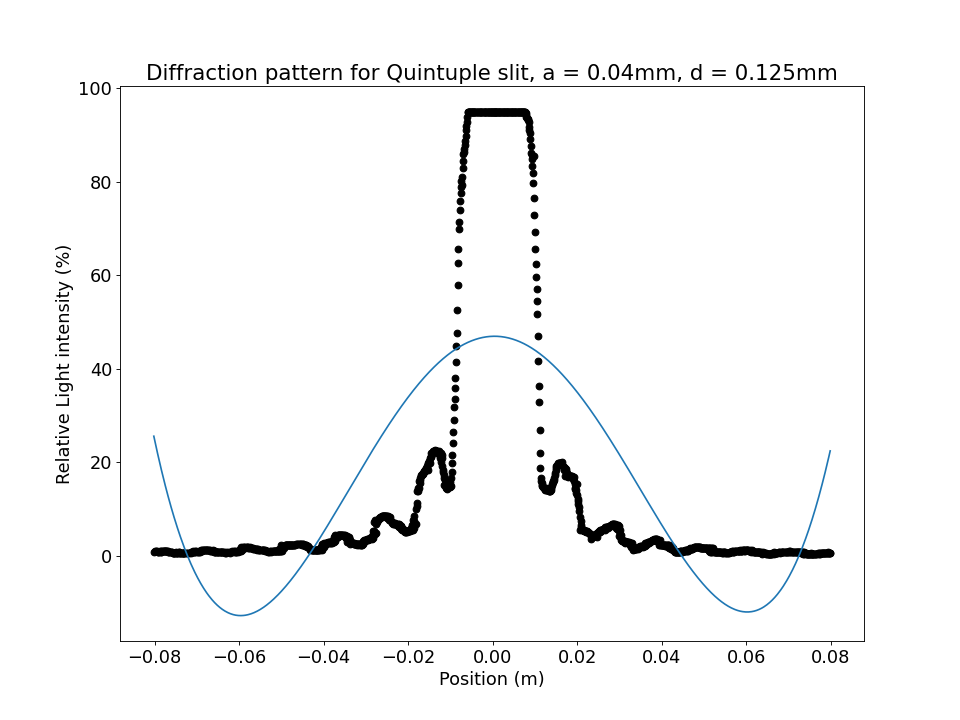 Diffraction pattern for Quintuple slit, a = 0.04mm, d = 0.125mm
100
80
60
40
20
0
Relative Light intensity (%)
−0.08 −0.06 −0.04 −0.02 0.00 0.02 0.04 0.06 0.08
Position (m)